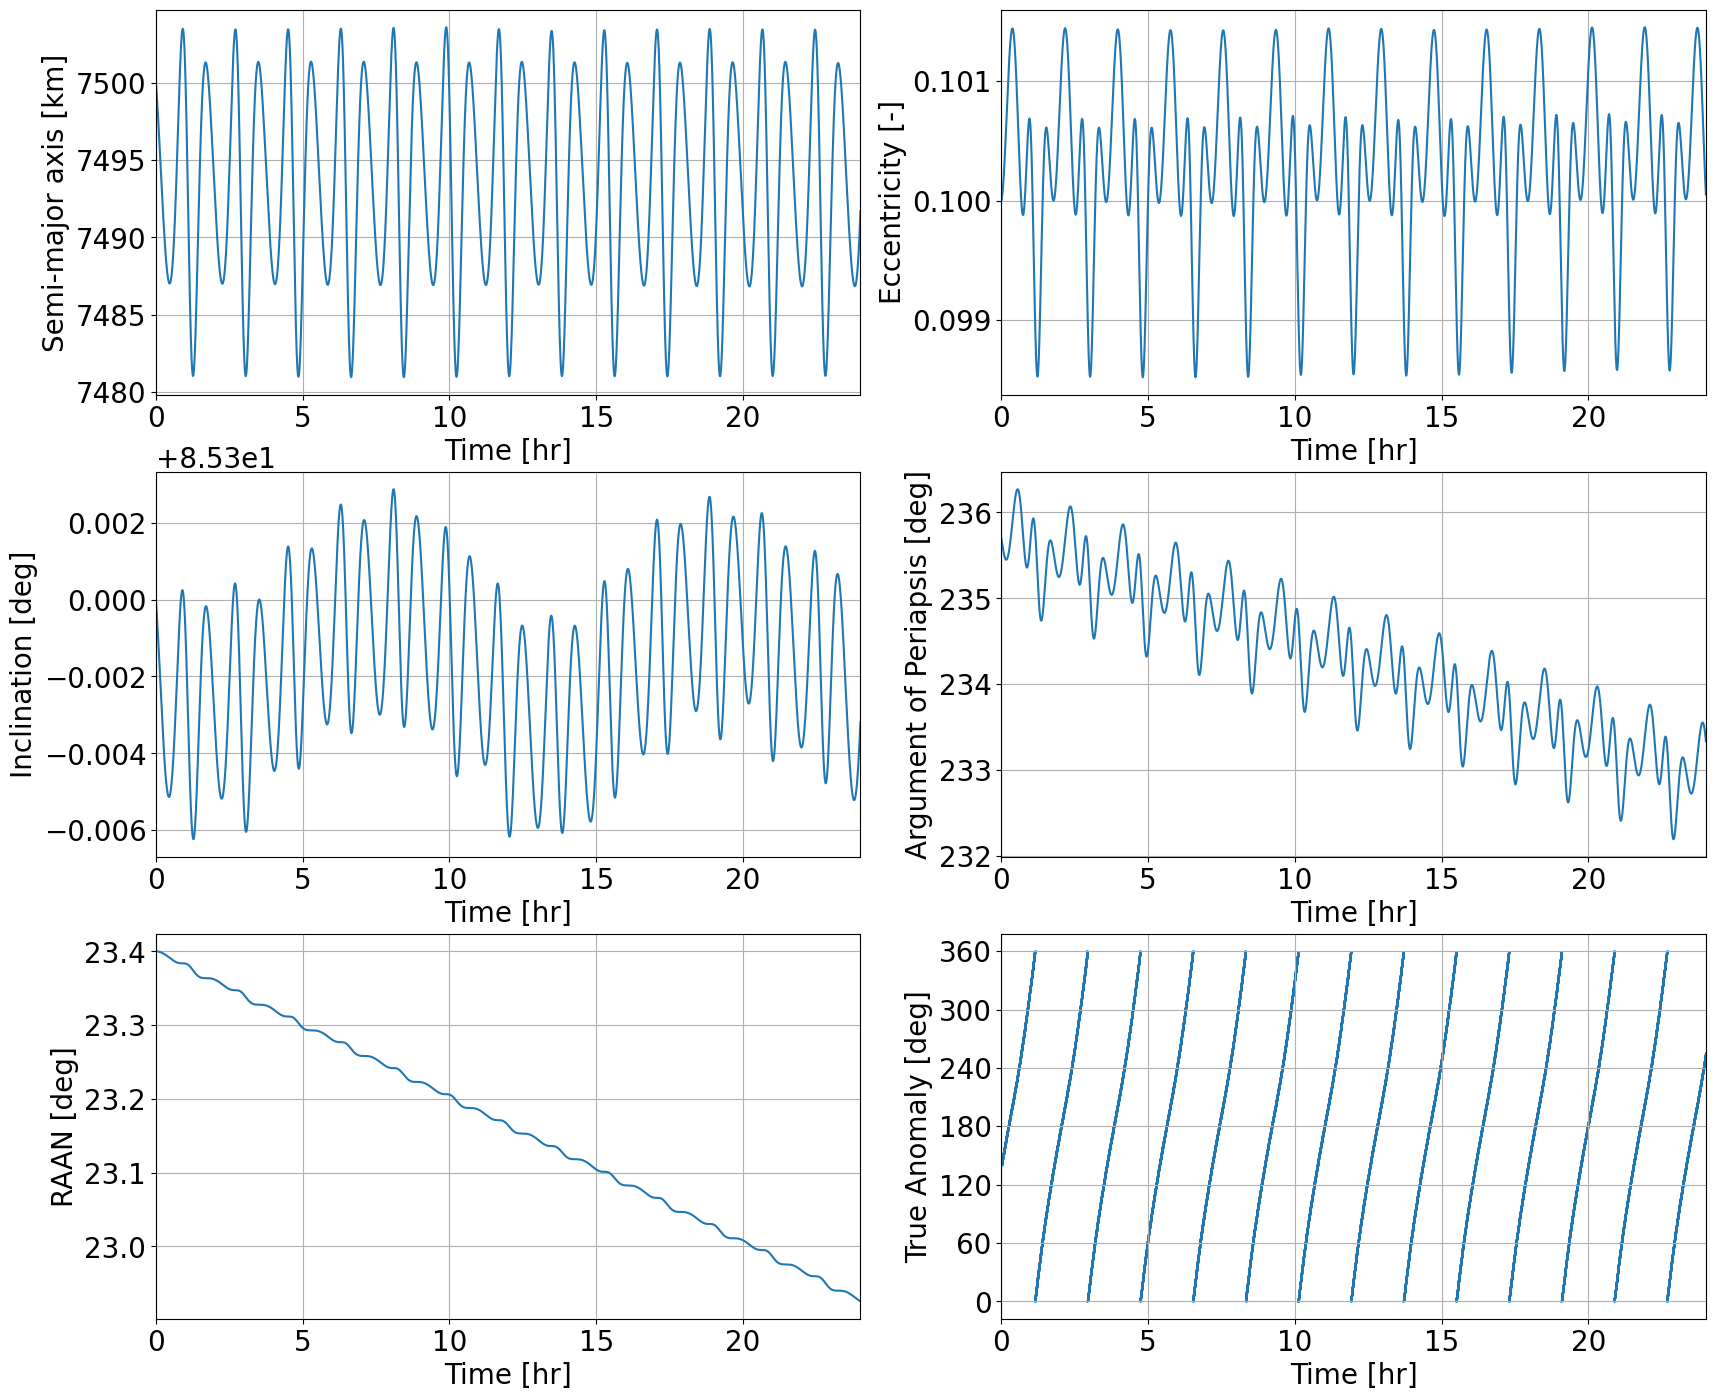 Semi-major axis [km]
7500
7495
7490
7485
7480
0 5 10 15 20
Time [hr]
Eccentricity [-]
0.101
0.100
0.099
0 5 10 15 20
Time [hr]
+8.53e1
Inclination [deg]
0.002
0.000
−0.002
−0.004
−0.006
0 5 10 15 20
Time [hr]
Argument of Periapsis [deg]
236
235
234
233
232
0 5 10 15 20
Time [hr]
RAAN [deg]
23.4
23.3
23.2
23.1
23.0
0 5 10 15 20
Time [hr]
True Anomaly [deg]
360
300
240
180
120
60
0
0 5 10 15 20
Time [hr]